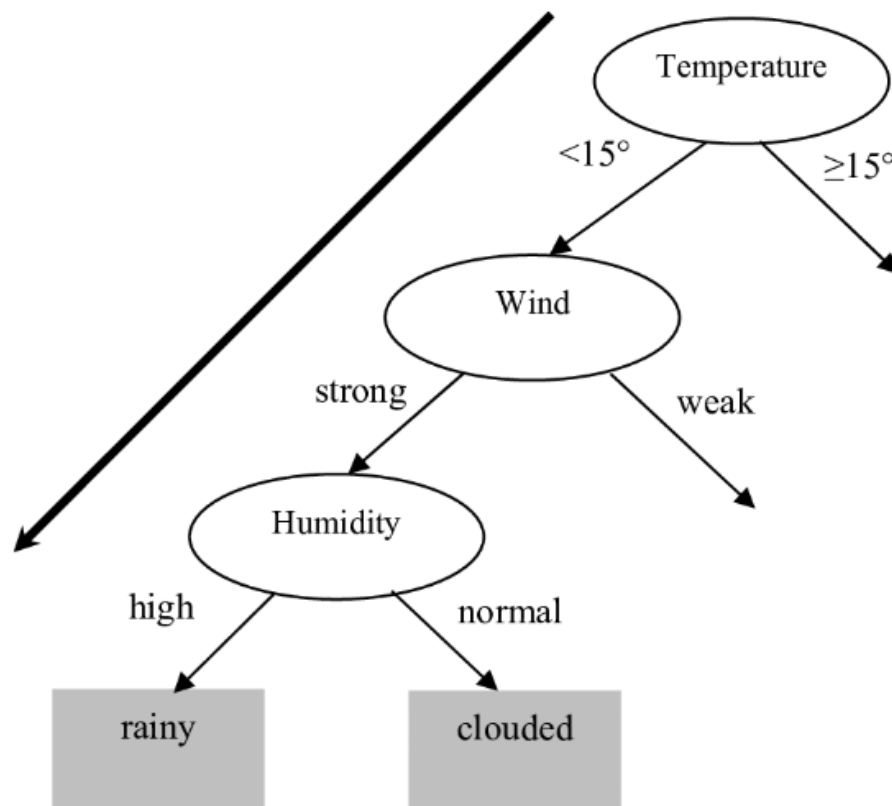 Temperature
<15°
≥15°
Wind
strong
weak
Humidity
high
normal
rainy
clouded